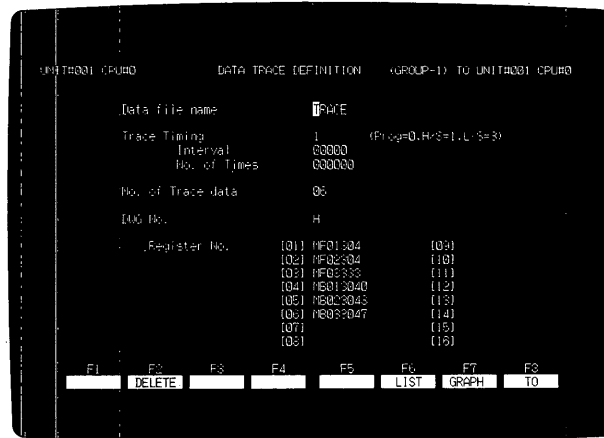 UNIT#001 CPU#0 DATA TRACE DEFINITION (GROUP-1) TO UNIT#001 CPU#0
Data file name TRACE
Trace Timing 1 (Prog=0,H/S=1,L/S=3)
Interval 00000
No. of Times 000000
No. of Trace data 06
DWG No. H
Register No. [01] MF01304 [09]
[02] MF02304 [10]
[03] [11]
[04] MB013040 [12]
[05] [13]
[06] [14]
[07] [15]
[08] [16]
F1 F2 F3 F4 F5 F6 F7 F8
DELETE LIST GRAPH TO